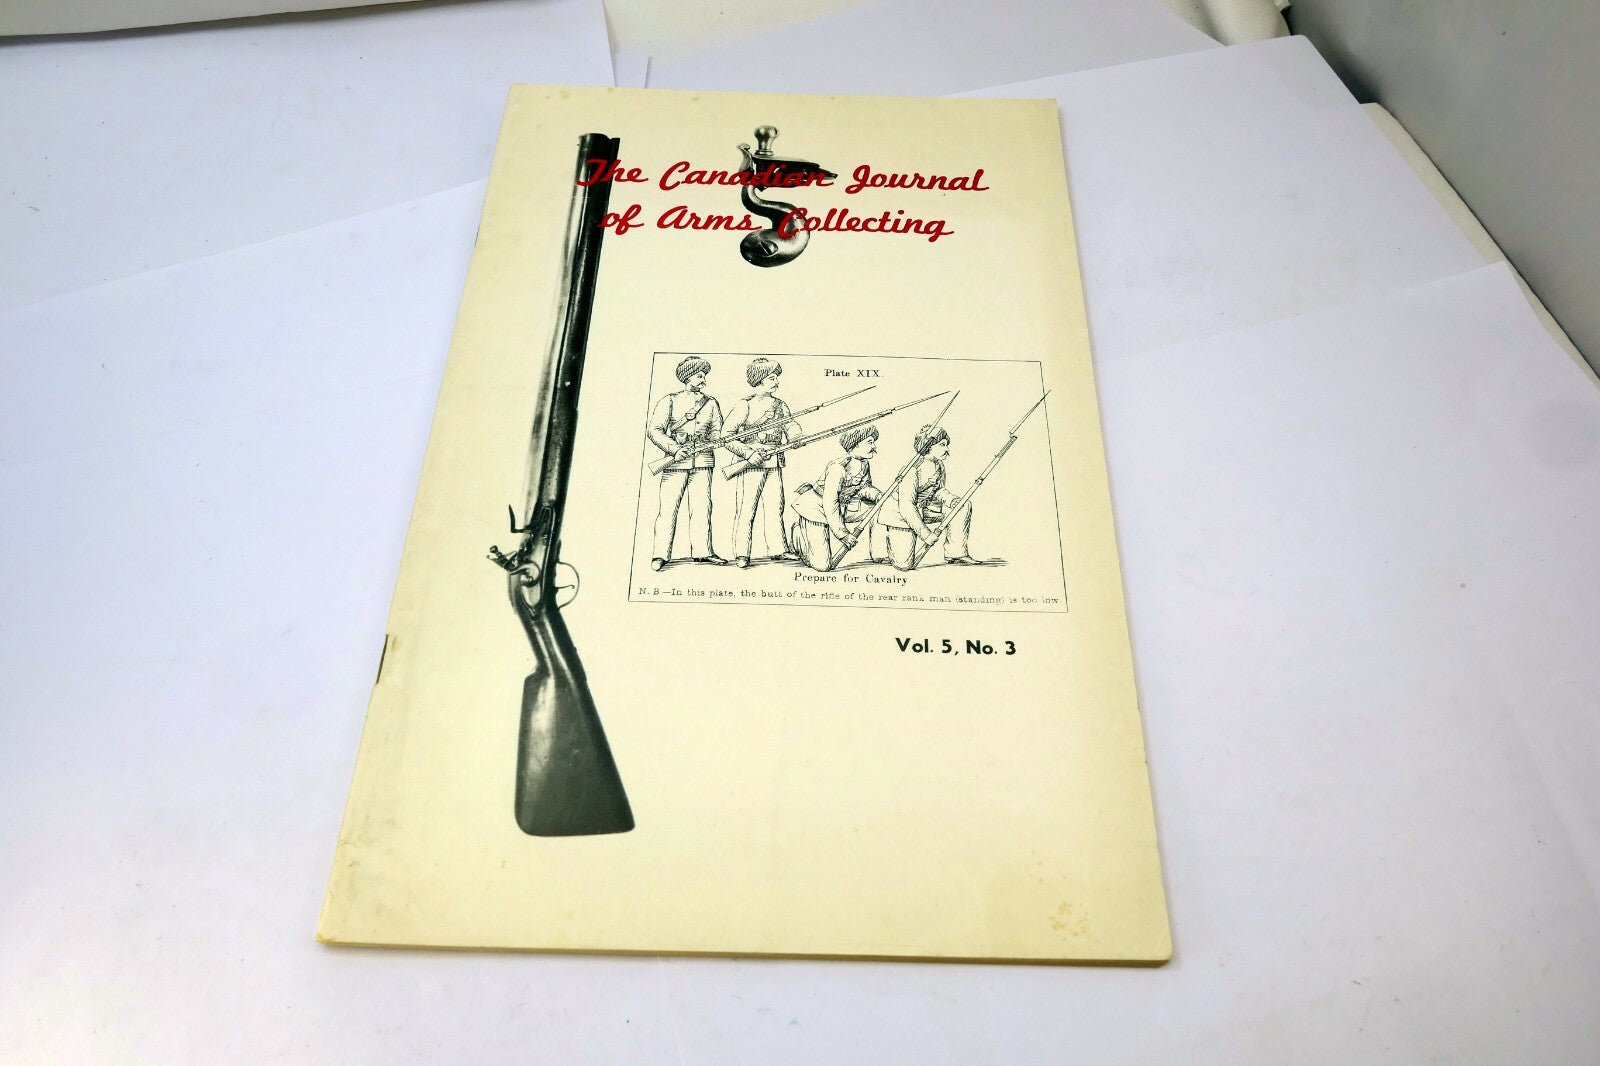 The Canadian Journal
of Arms Collecting
Plate XIX.
Prepare for Cavalry
N. B.—In this plate, the butt of the rifle of the rear rank man (standing) is too low.
Vol. 5, No. 3